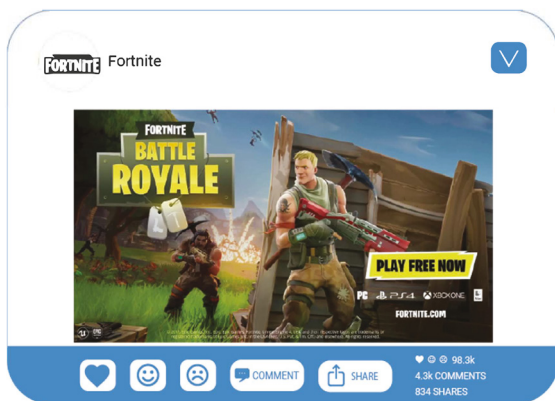 FORTNITE
Fortnite
FORTNITE
BATTLE
ROYALE
PLAY FREE NOW
PC PS4 XBOX ONE
FORTNITE.COM
COMMENT
SHARE
98.3k
4.3k COMMENTS
834 SHARES